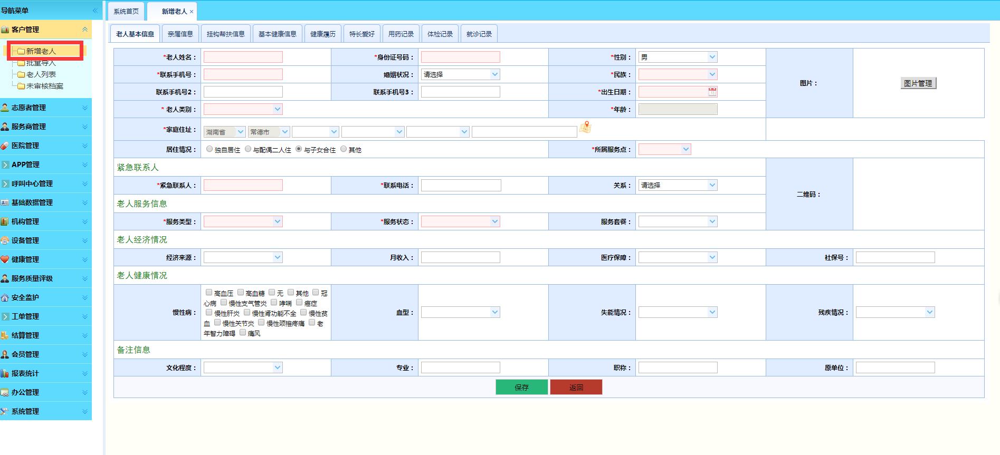 导航菜单
系统首页
新增老人
客户管理
新增老人
批量导入
老人列表
未审核档案
志愿者管理
服务商管理
医院管理
APP管理
呼叫中心管理
基础数据管理
机构管理
设备管理
健康管理
服务质量评级
安全监护
工单管理
结算管理
会员管理
报表统计
办公管理
系统管理
老人基本信息 亲属信息 挂钩帮扶信息 基本健康信息 健康履历 特长爱好 用药记录 体检记录 就诊记录
*老人姓名： *身份证号码： *性别： 男
*联系手机号： 婚姻状况： 请选择 *民族： 图片： 图片管理
联系手机号2： 联系手机号3： *出生日期：
* 老人类别： *年龄：
*家庭住址： 湖南省 常德市
居住情况： 独自居住 与配偶二人住 与子女合住 其他 *所属服务点：
紧急联系人
*紧急联系人： *联系电话： 关系： 请选择 二维码：
老人服务信息
*服务类型： *服务状态： 服务套餐：
老人经济情况
经济来源： 月收入： 医疗保障： 社保号：
老人健康情况
慢性病：
高血压 高血糖 无 其他 冠
心病 慢性支气管炎 哮喘 癌症
慢性肝炎 慢性肾功能不全 慢性贫
血 慢性关节炎 慢性颈椎疼痛 老
年智力障碍 痛风
血型： 失能情况： 残疾情况：
备注信息
文化程度： 专业： 职称： 原单位：
保存 返回